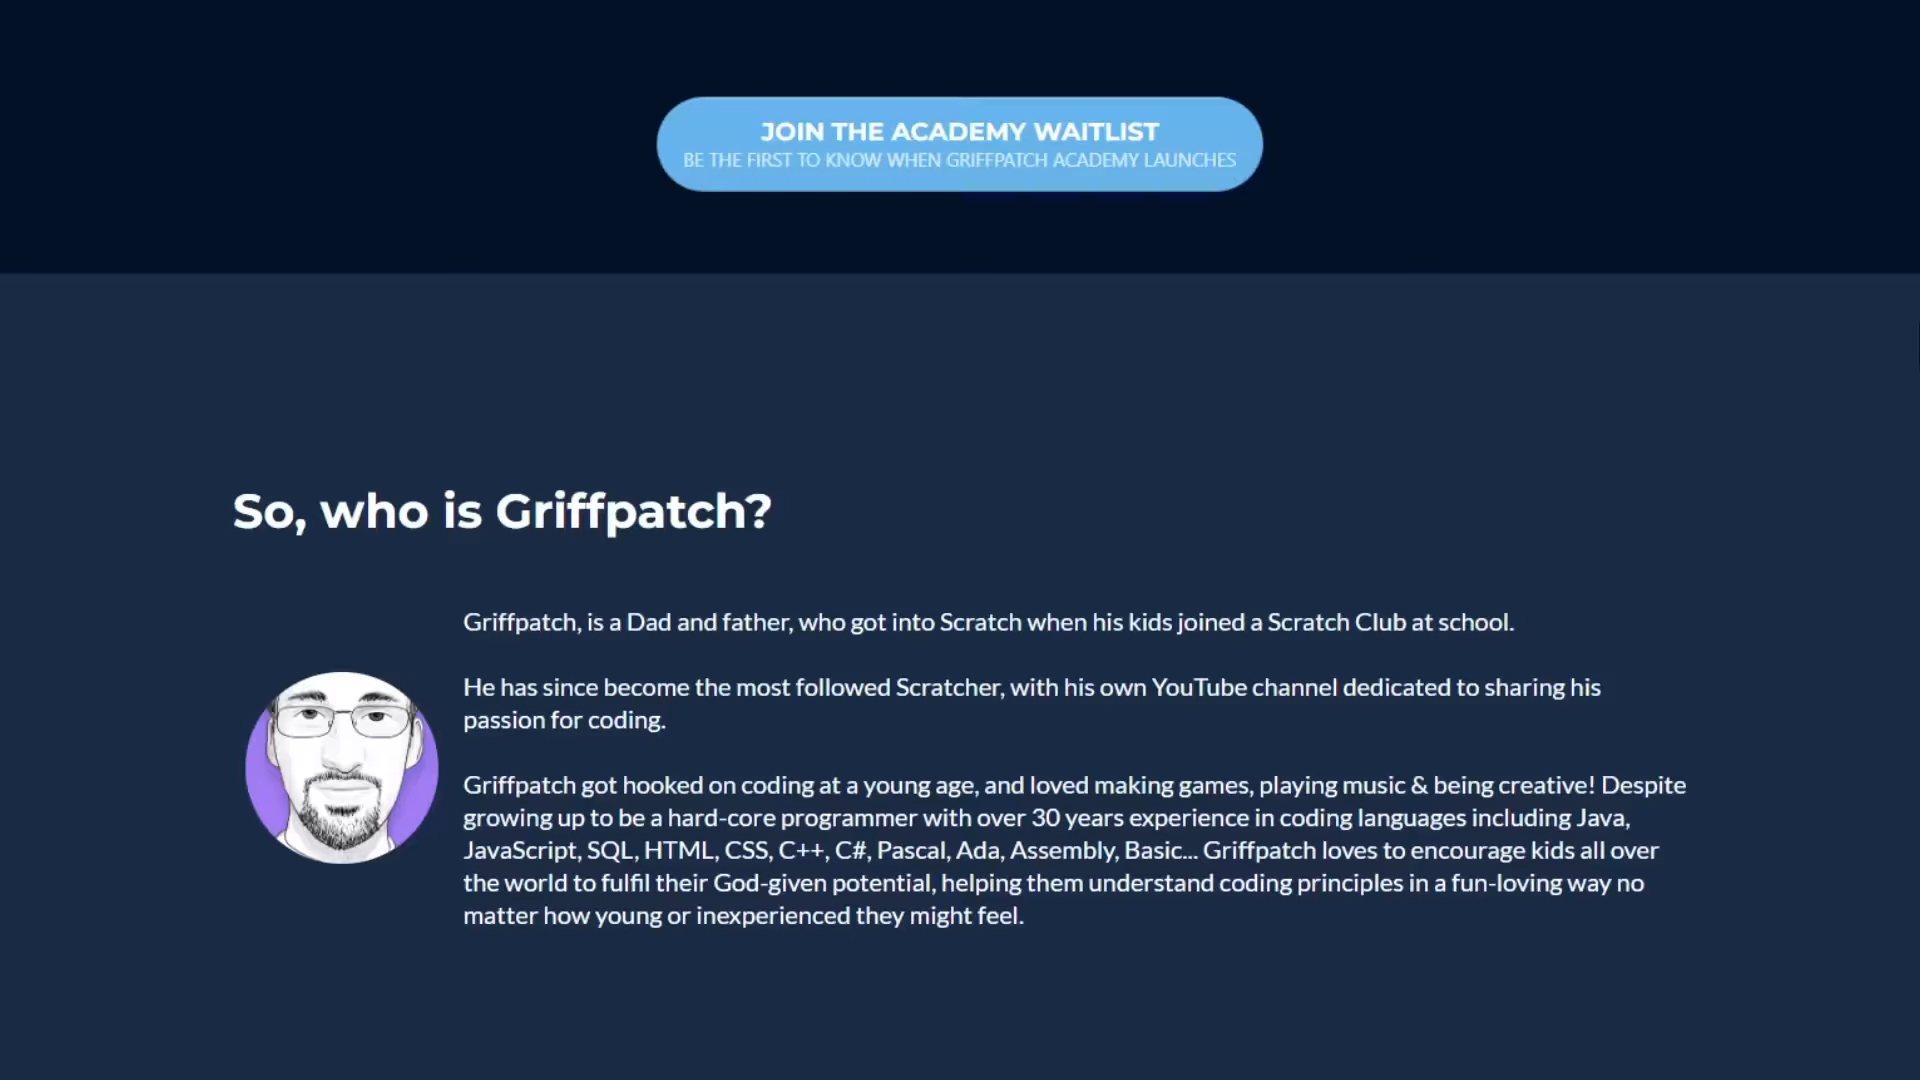 JOIN THE ACADEMY WAITLIST
BE THE FIRST TO KNOW WHEN GRIFFPATCH ACADEMY LAUNCHES
So, who is Griffpatch?
Griffpatch, is a Dad and father, who got into Scratch when his kids joined a Scratch Club at school.
He has since become the most followed Scratcher, with his own YouTube channel dedicated to sharing his
passion for coding.
Griffpatch got hooked on coding at a young age, and loved making games, playing music & being creative! Despite
growing up to be a hard-core programmer with over 30 years experience in coding languages including Java,
JavaScript, SQL, HTML, CSS, C++, C#, Pascal, Ada, Assembly, Basic... Griffpatch loves to encourage kids all over
the world to fulfil their God-given potential, helping them understand coding principles in a fun-loving way no
matter how young or inexperienced they might feel.